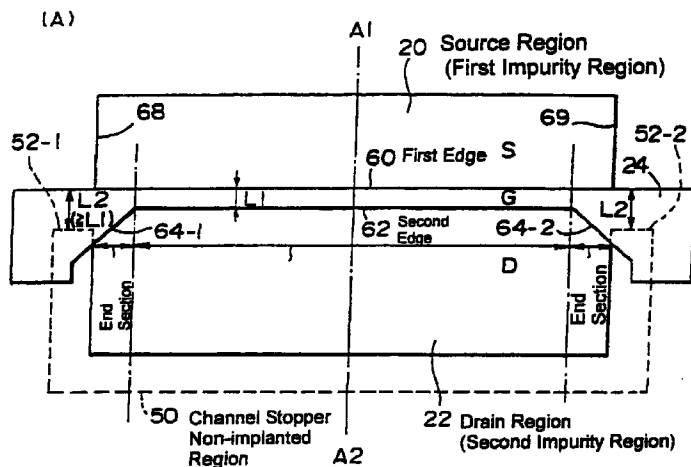 (A)
A1
20
Source Region
(First Impurity Region)
68
69
52-1
52-2
60 First Edge
S
24
L2
(≧L1)
L1
G
L2
64-1
62
Second
Edge
64-2
D
End
Section
End
Section
50
Channel Stopper
Non-implanted
Region
22
Drain Region
(Second Impurity Region)
A2